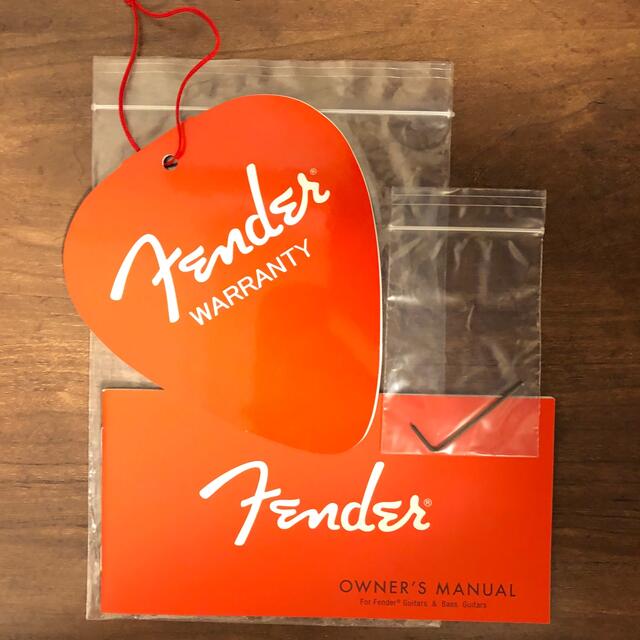 Fender®
WARRANTY
Fender®
OWNER'S MANUAL
For Fender® Guitars & Bass Guitars